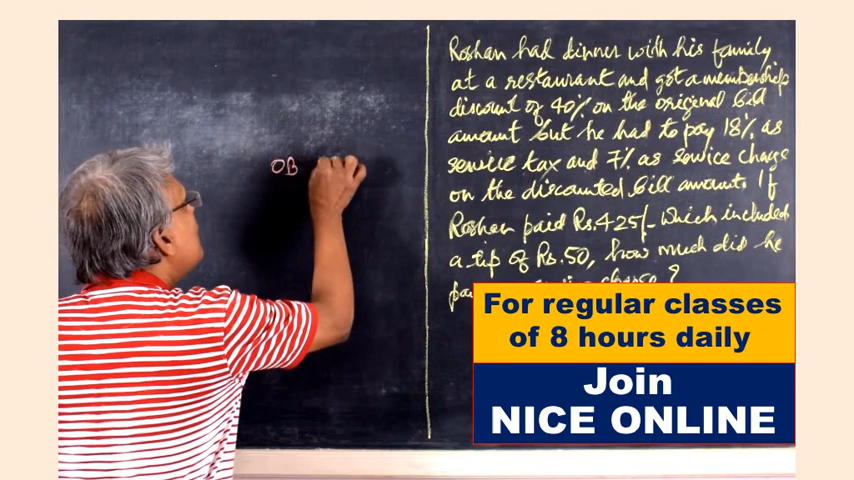 OB
Roshan had dinner with his family
at a restaurant and got a membership
discount of 40% on the original bill
amount but he had to pay 18% as
service tax and 7% as service charge
on the discounted bill amount. If
Roshan paid Rs.425/- which included
a tip of Rs.50, how much did he
For regular classes
of 8 hours daily
Join
NICE ONLINE